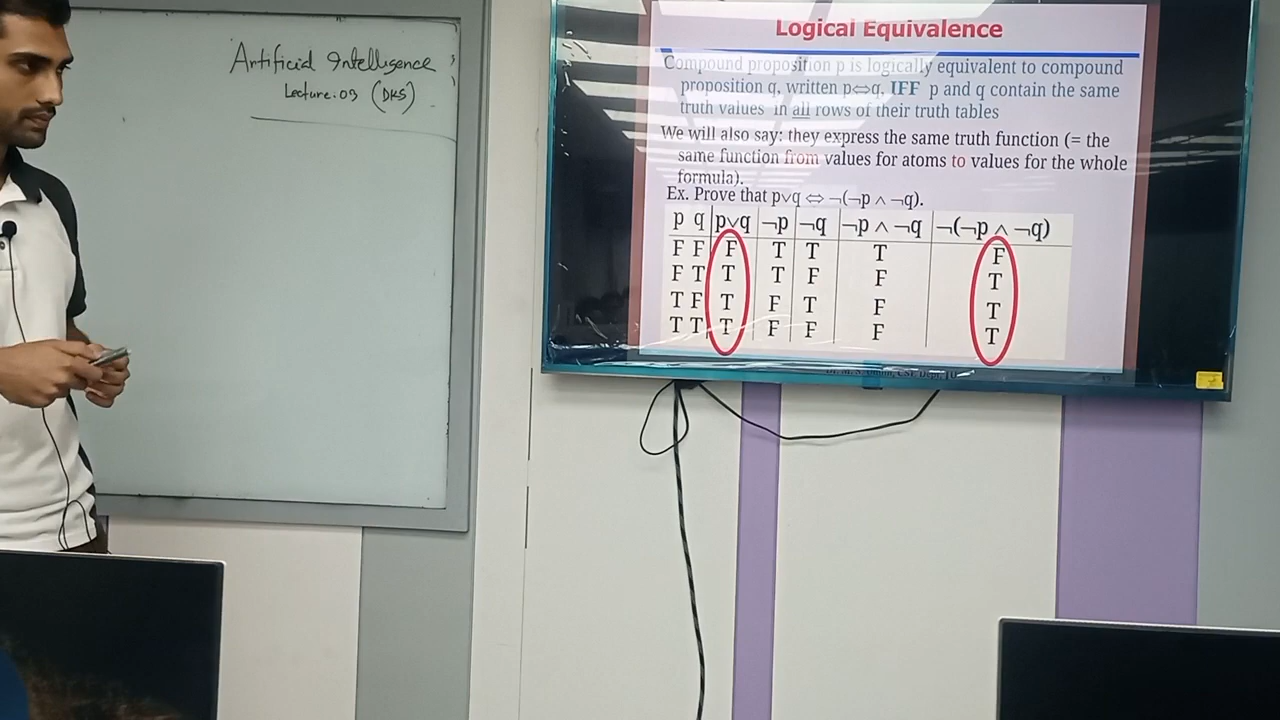 Artificial Intelligence
Lecture: 03 (DKS)
Logical Equivalence
Compound proposition p is logically equivalent to compound
proposition q, written p⇔q, IFF p and q contain the same
truth values in all rows of their truth tables
We will also say: they express the same truth function (= the
same function from values for atoms to values for the whole
formula).
Ex. Prove that p∨q ⇔ ¬(¬p ∧ ¬q).
p q p∨q ¬p ¬q ¬p ∧ ¬q ¬(¬p ∧ ¬q)
F F F T T T F
F T T T F F T
T F T F T F T
T T T F F F T